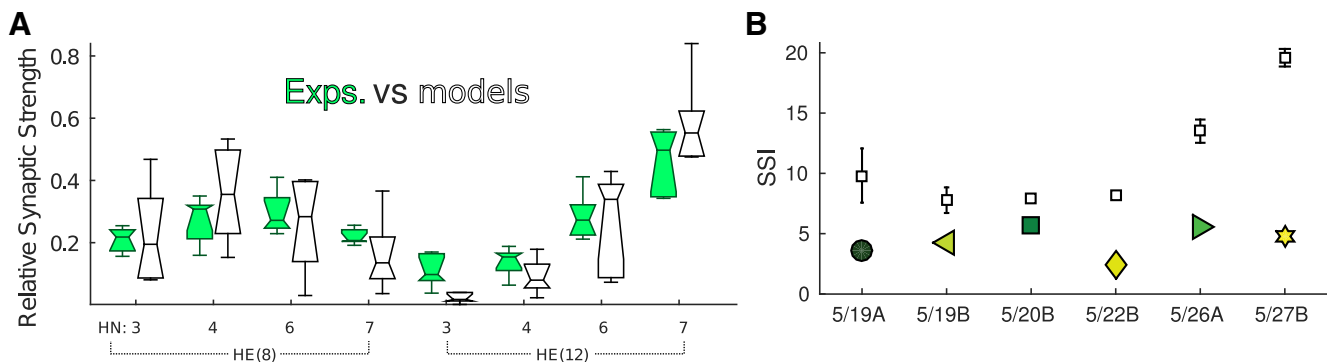 A
B
Relative Synaptic Strength
0.8
0.6
0.4
0.2
Exps. vs models
HN: 3 4 6 7 3 4 6 7
HE(8) HE(12)
SSI
20
15
10
5
0
5/19A 5/19B 5/20B 5/22B 5/26A 5/27B